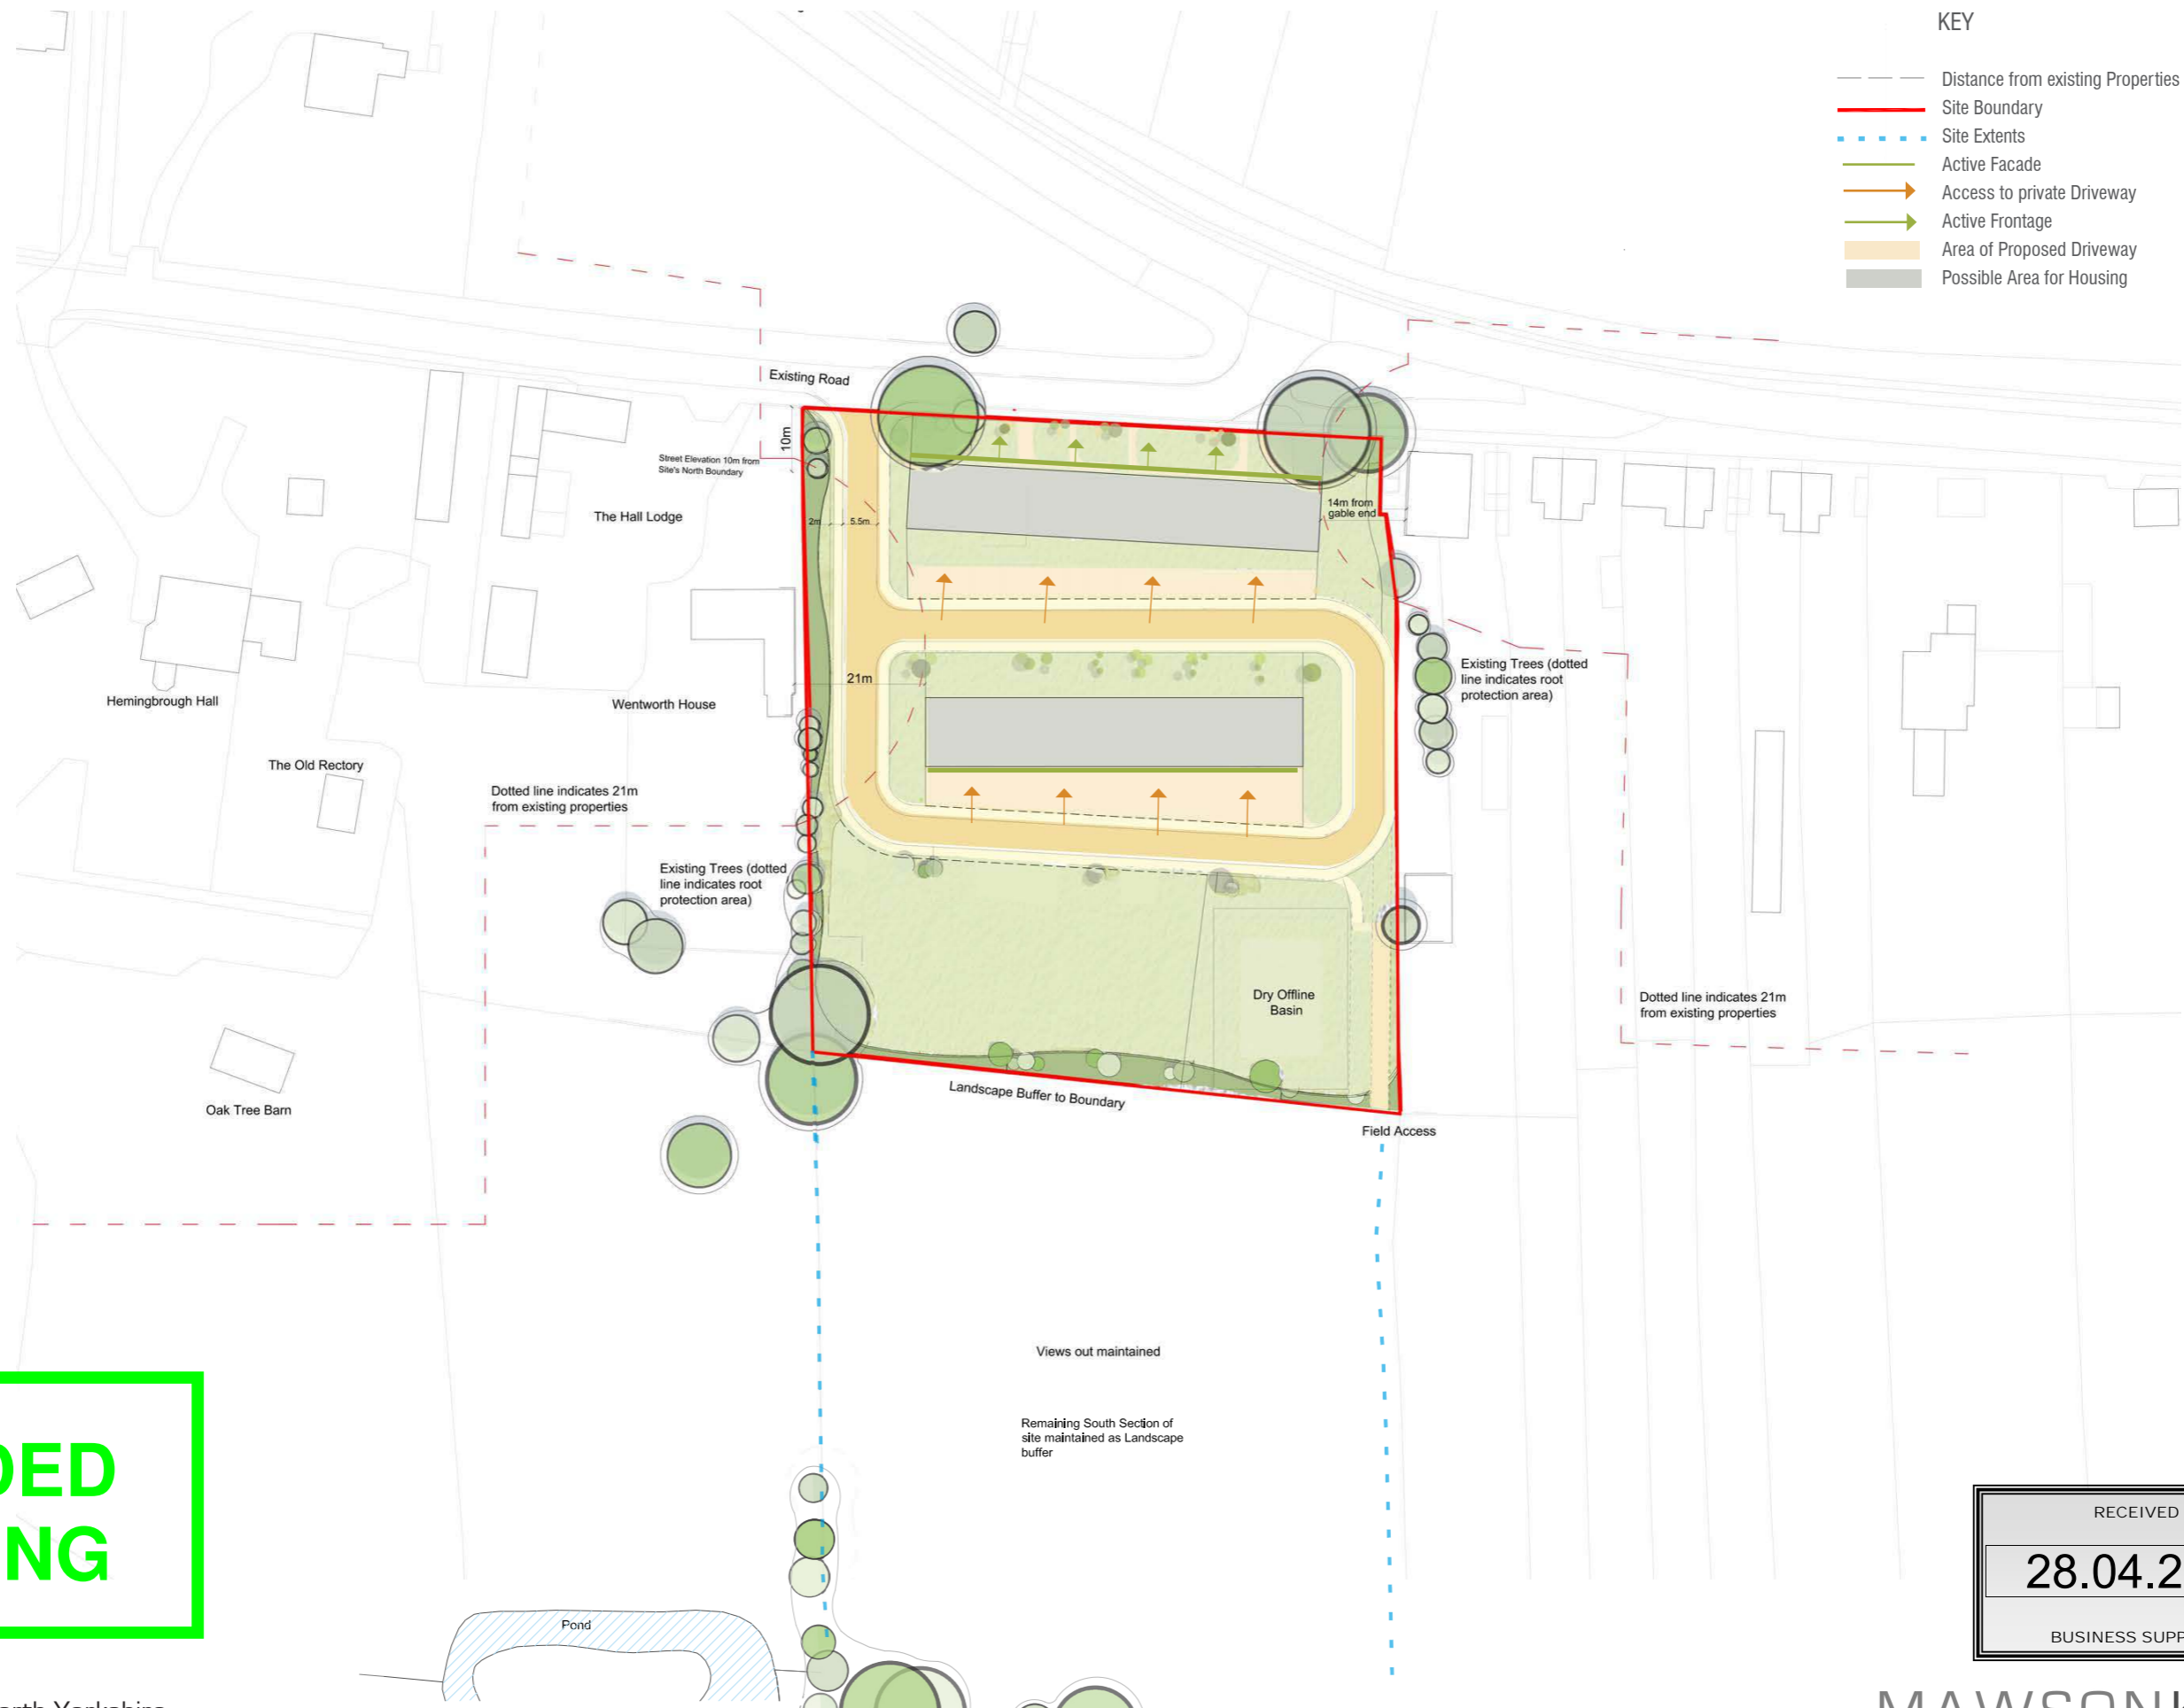 KEY
Distance from existing Properties
Site Boundary
Site Extents
Active Facade
Access to private Driveway
Active Frontage
Area of Proposed Driveway
Possible Area for Housing
Existing Road
10m
Street Elevation 10m from
Site's North Boundary
The Hall Lodge
2m
5.5m
14m from
gable end
21m
Hemingbrough Hall
Wentworth House
Existing Trees (dotted
line indicates root
protection area)
The Old Rectory
Dotted line indicates 21m
from existing properties
Existing Trees (dotted
line indicates root
protection area)
Dry Offline
Basin
Dotted line indicates 21m
from existing properties
Oak Tree Barn
Landscape Buffer to Boundary
Field Access
Views out maintained
Remaining South Section of
site maintained as Landscape
buffer
Pond
RECEIVED
28.04.2